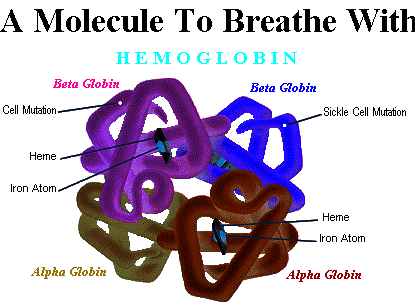 A Molecule To Breathe With
HEMOGLOBIN
Beta Globin
Beta Globin
Cell Mutation
Sickle Cell Mutation
Heme
Iron Atom
Heme
Iron Atom
Alpha Globin
Alpha Globin